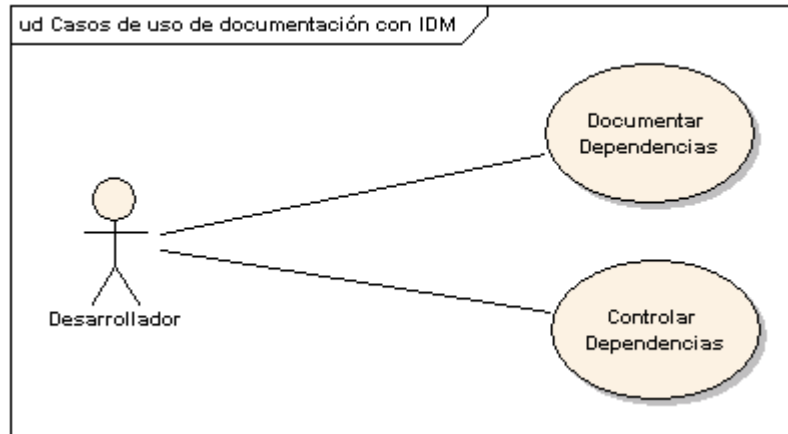 ud Casos de uso de documentación con IDM
Documentar
Dependencias
Desarrollador
Controlar
Dependencias